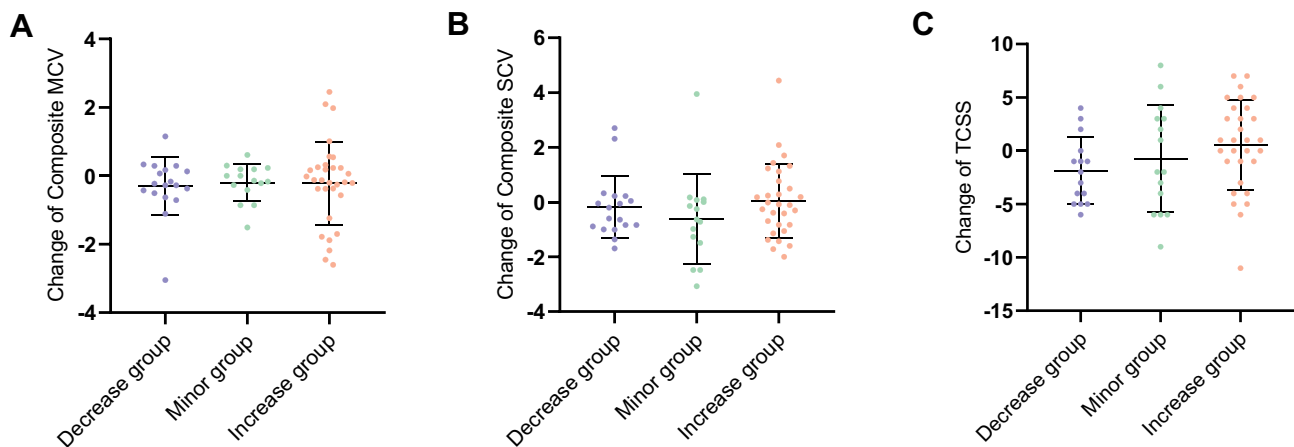 A
Change of Composite MCV
4
2
0
-2
-4
Decrease group
Minor group
Increase group
B
Change of Composite SCV
6
4
2
0
-2
-4
Decrease group
Minor group
Increase group
C
Change of TCSS
10
5
0
-5
-10
-15
Decrease group
Minor group
Increase group